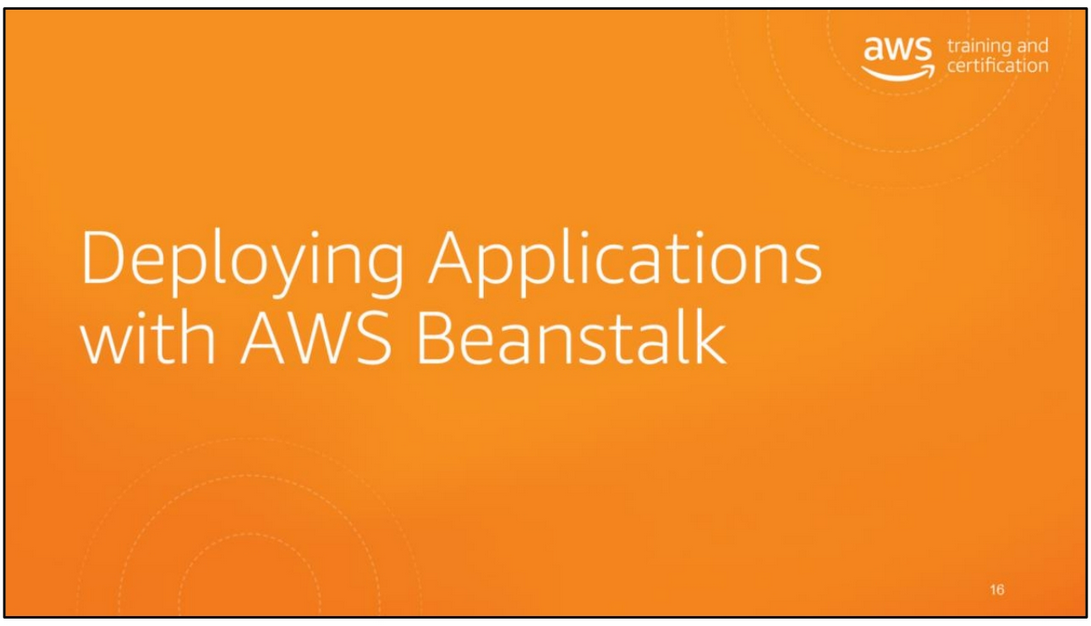 aws training and
certification
Deploying Applications
with AWS Beanstalk
16